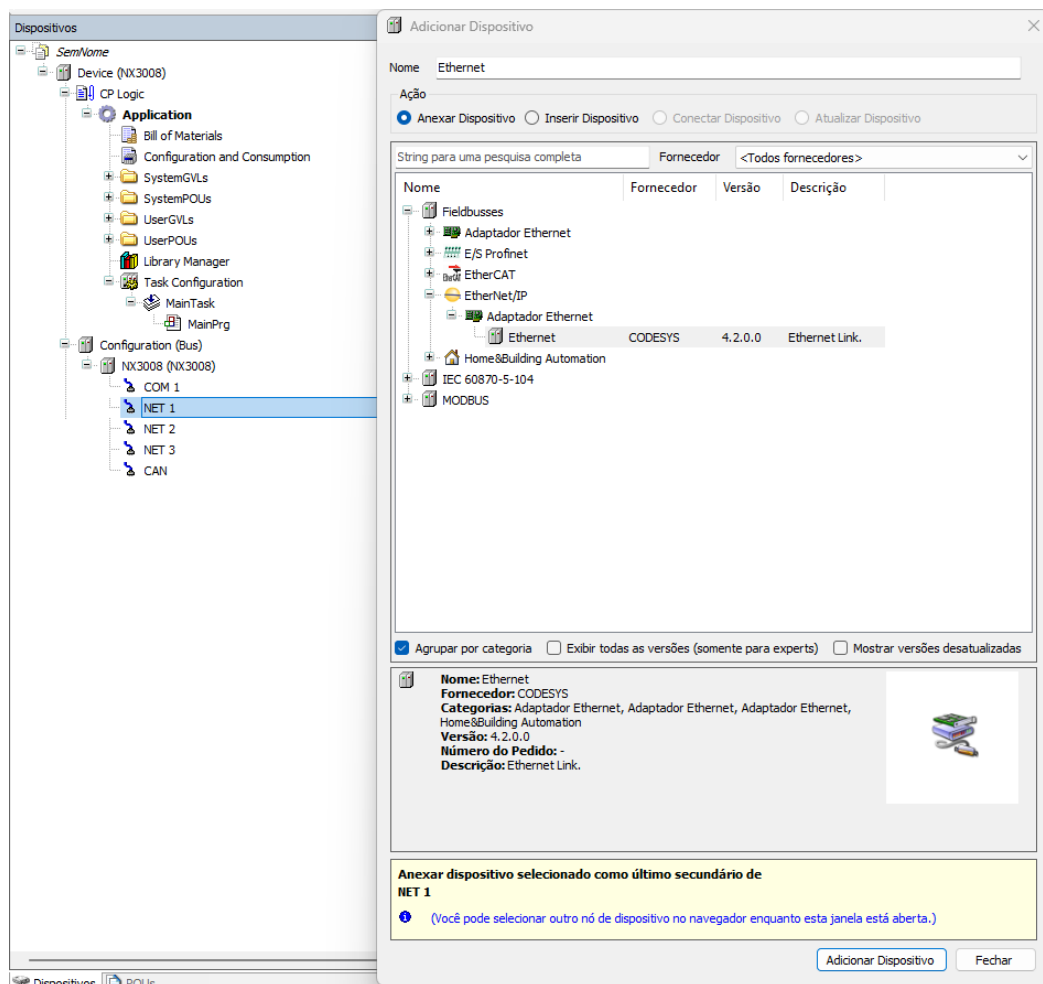 Dispositivos
SemNome
Device (NX3008)
CP Logic
Application
Bill of Materials
Configuration and Consumption
SystemGVLs
SystemPOUs
UserGVLs
UserPOUs
Library Manager
Task Configuration
MainTask
MainPrg
Configuration (Bus)
NX3008 (NX3008)
COM 1
NET 1
NET 2
NET 3
CAN
Dispositivos POUs
Adicionar Dispositivo
Nome Ethernet
Ação
Anexar Dispositivo Inserir Dispositivo Conectar Dispositivo Atualizar Dispositivo
String para uma pesquisa completa Fornecedor <Todos fornecedores>
Nome Fornecedor Versão Descrição
Fieldbusses
Adaptador Ethernet
E/S Profinet
EtherCAT
EtherNet/IP
Adaptador Ethernet
Ethernet CODESYS 4.2.0.0 Ethernet Link.
Home&Building Automation
IEC 60870-5-104
MODBUS
Agrupar por categoria Exibir todas as versões (somente para experts) Mostrar versões desatualizadas
Nome: Ethernet
Fornecedor: CODESYS
Categorias: Adaptador Ethernet, Adaptador Ethernet, Adaptador Ethernet,
Home&Building Automation
Versão: 4.2.0.0
Número do Pedido: -
Descrição: Ethernet Link.
Anexar dispositivo selecionado como último secundário de
NET 1
(Você pode selecionar outro nó de dispositivo no navegador enquanto esta janela está aberta.)
Adicionar Dispositivo Fechar